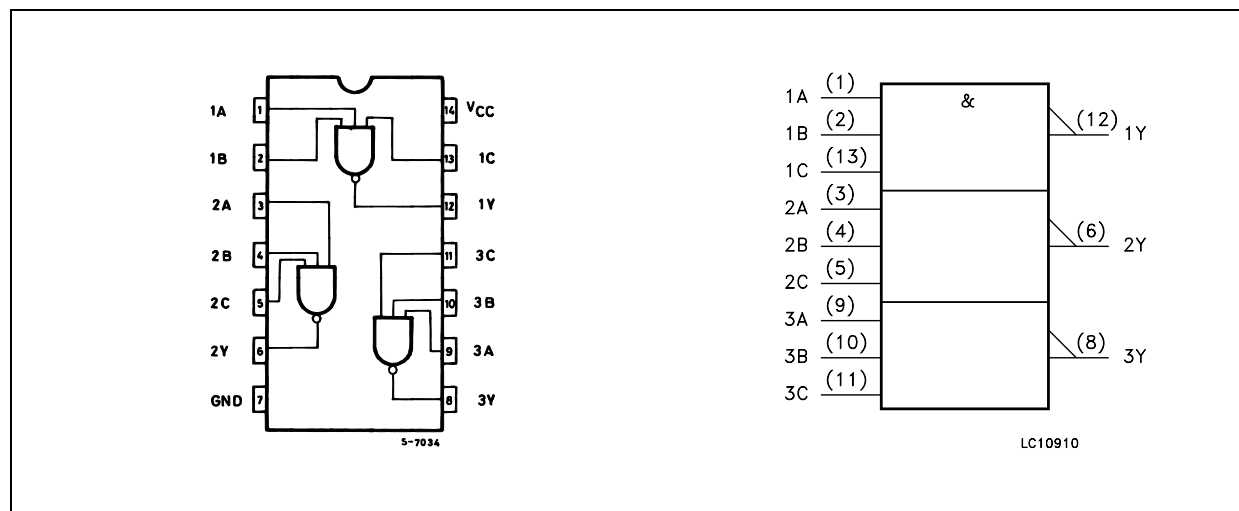 1A 1 14 VCC
1B 2 13 1C
2A 3 12 1Y
2B 4 11 3C
2C 5 10 3B
2Y 6 9 3A
GND 7 8 3Y
S-7034
&
1A (1)
1B (2)
1C (13)
2A (3)
2B (4)
2C (5)
3A (9)
3B (10)
3C (11)
(12) 1Y
(6) 2Y
(8) 3Y
LC10910